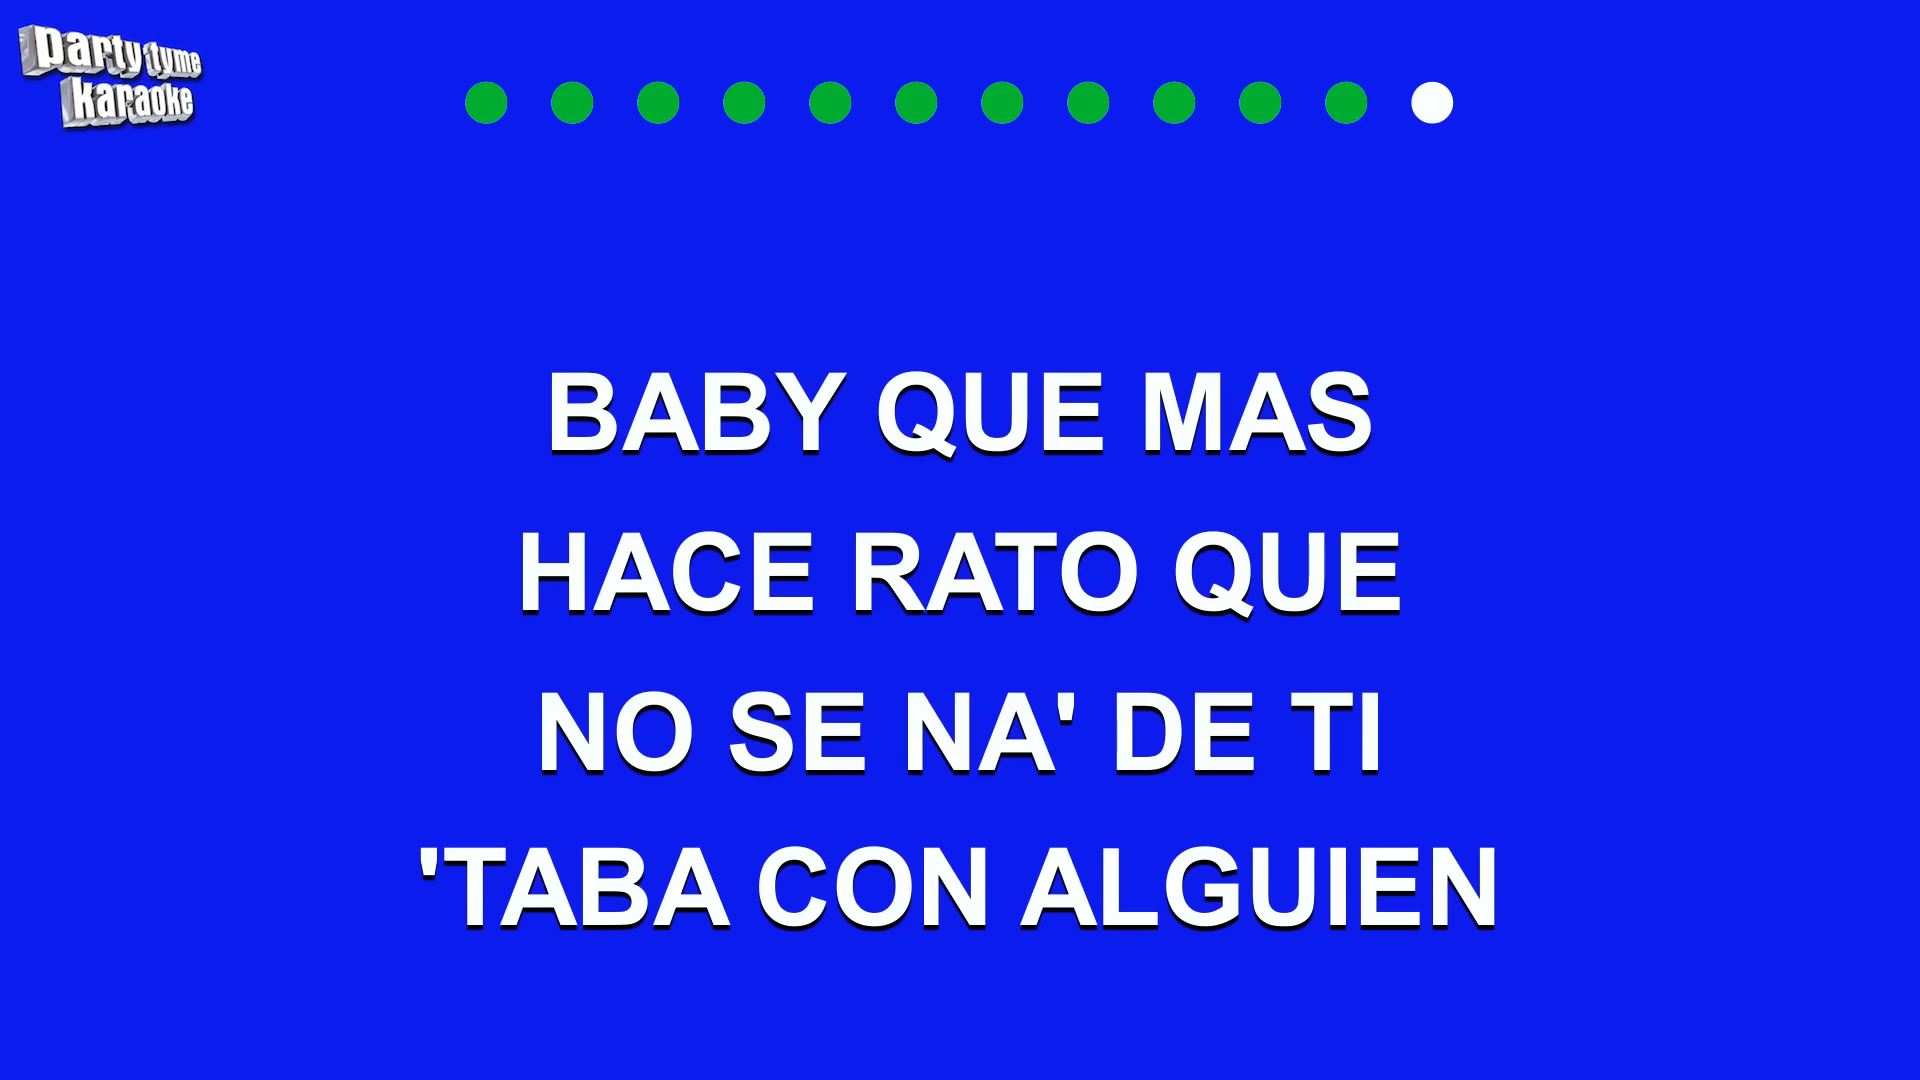 party tyme
karaoke
BABY QUE MAS
HACE RATO QUE
NO SE NA' DE TI
'TABA CON ALGUIEN